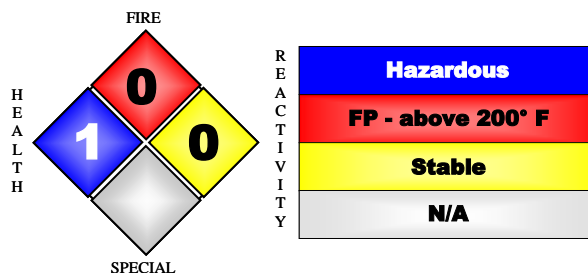 FIRE
HEALTH
0
1
0
SPECIAL
REACTIVITY
Hazardous
FP - above 200° F
Stable
N/A